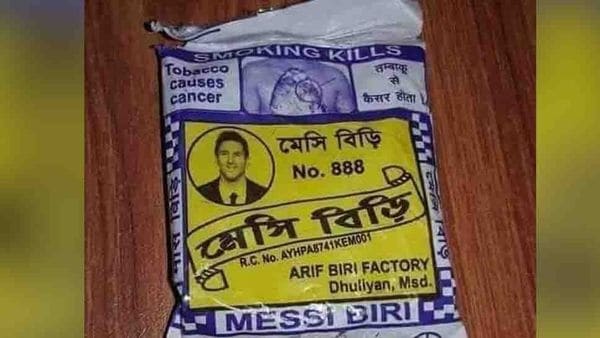 SMOKING KILLS
Tobacco
causes
cancer
तम्बाकू
से
कैंसर होता
মেসি বিড়ি
No. 888
মেসি বিড়ি
R.C. No. AYHPA8741KEM001
ARIF BIRI FACTORY
Dhuliyan, Msd.
MESSI BIRI